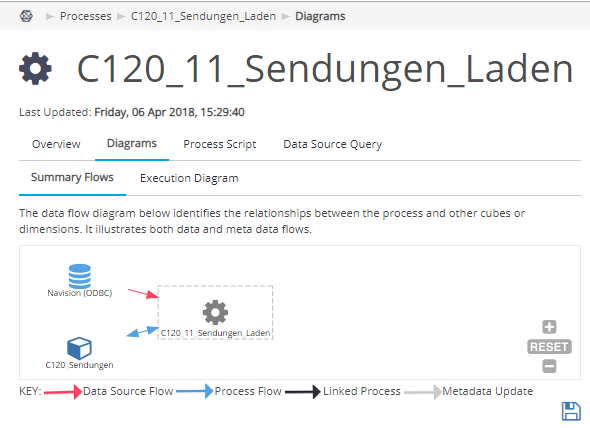 Processes C120_11_Sendungen_Laden Diagrams
C120_11_Sendungen_Laden
Last Updated: Friday, 06 Apr 2018, 15:29:40
Overview Diagrams Process Script Data Source Query
Summary Flows Execution Diagram
The data flow diagram below identifies the relationships between the process and other cubes or
dimensions. It illustrates both data and meta data flows.
Navision (ODBC)
C120_11_Sendungen_Laden
C120_Sendungen
RESET
KEY: Data Source Flow Process Flow Linked Process Metadata Update